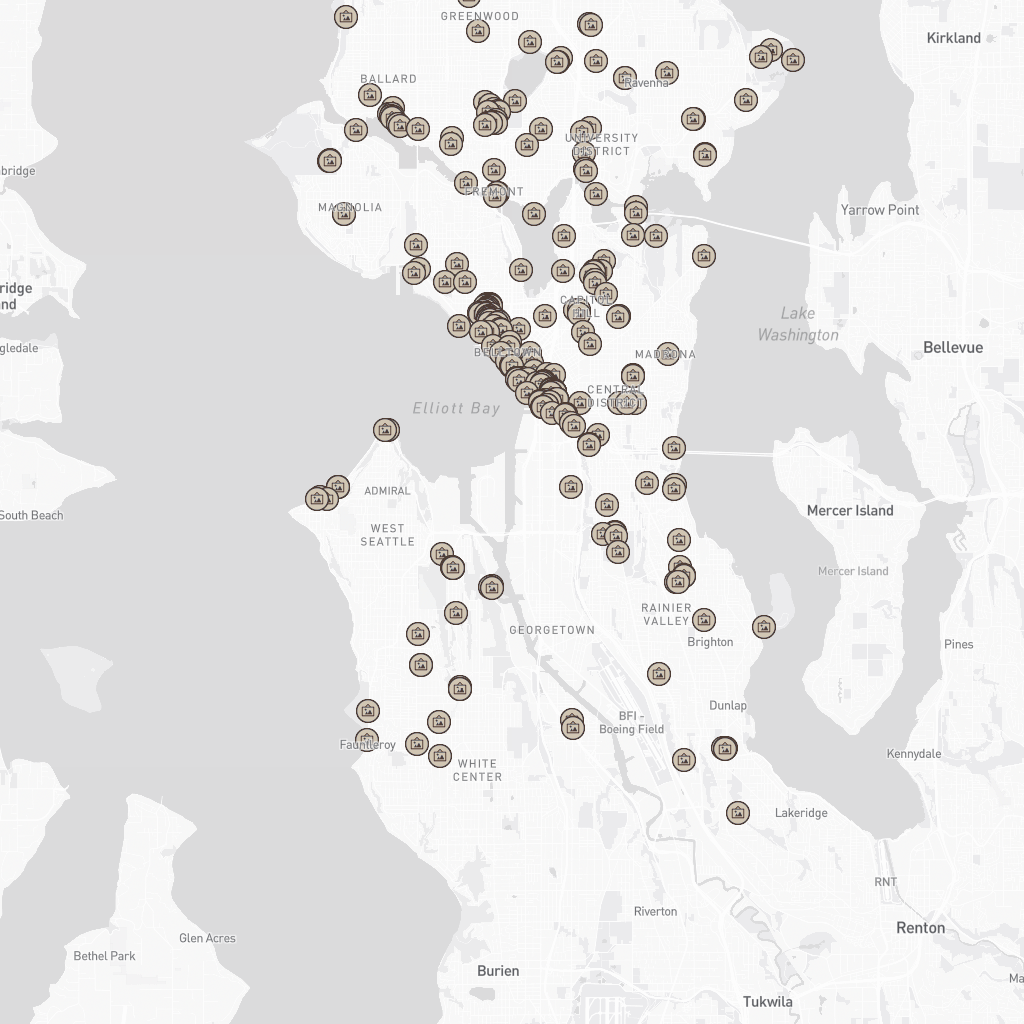 GREENWOOD
Kirkland
BALLARD
Ravenna
UNIVERSITY
DISTRICT
bridge
FREMONT
MAGNOLIA
Yarrow Point
ridge
nd
CAPITOL
HILL
Lake
Washington
gledale
BELLTOWN
MADRONA
Bellevue
CENTRAL
DISTRICT
Elliott Bay
ADMIRAL
South Beach
Mercer Island
WEST
SEATTLE
Mercer Island
RAINIER
VALLEY
GEORGETOWN
Brighton
Pines
Dunlap
BFI -
Boeing Field
Fauntleroy
Kennydale
WHITE
CENTER
Lakeridge
RNT
Riverton
Renton
Glen Acres
Bethel Park
Burien
Ma
Tukwila